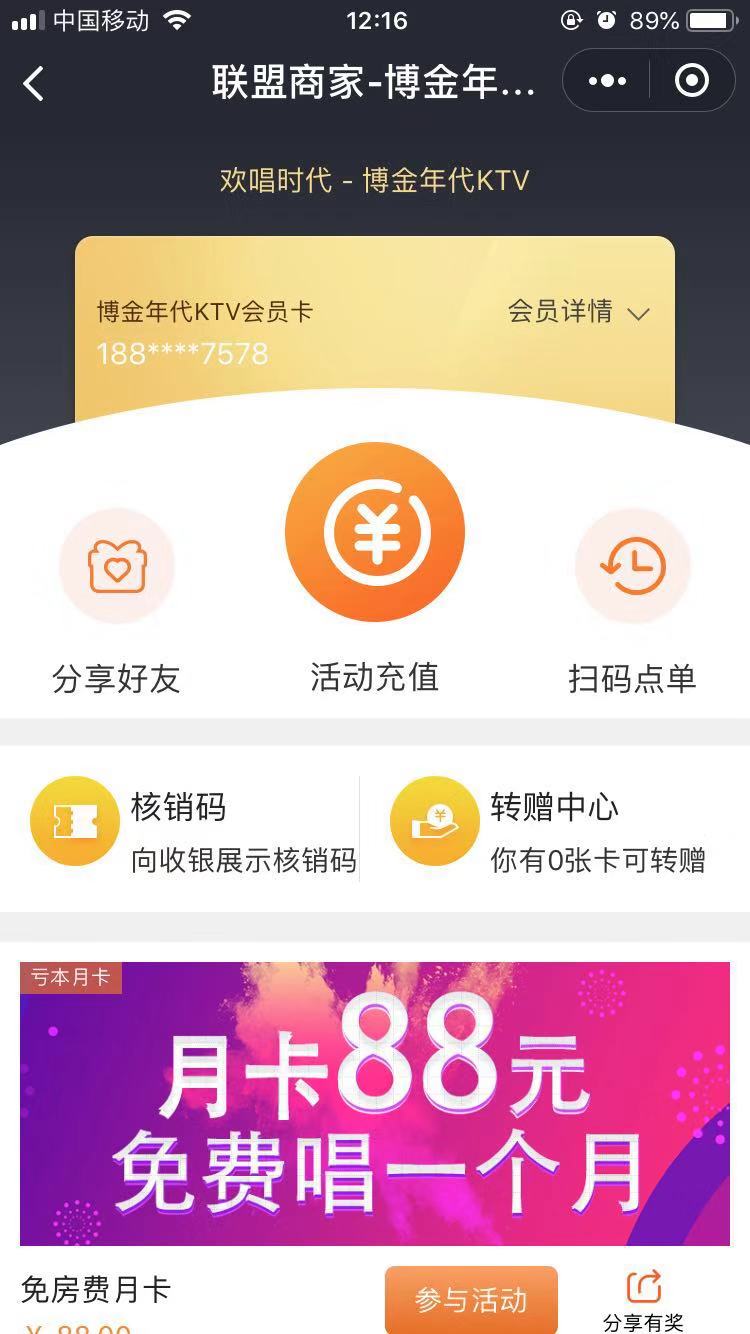 中国移动
12:16
89%
联盟商家-博金年...
欢唱时代 - 博金年代KTV
博金年代KTV会员卡
会员详情
188****7578
分享好友
活动充值
扫码点单
核销码
向收银展示核销码
转赠中心
你有0张卡可转赠
亏本月卡
月卡88元
免费唱一个月
免房费月卡
参与活动
¥ 88.00
分享有奖